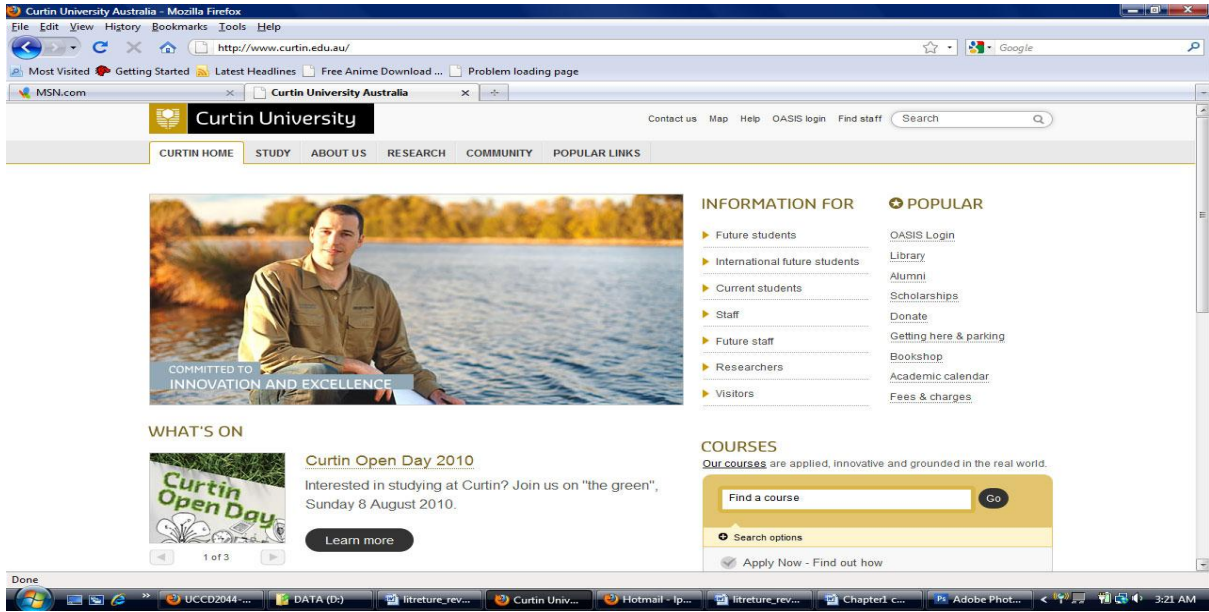 Curtin University Australia - Mozilla Firefox
File Edit View History Bookmarks Tools Help
http://www.curtin.edu.au/
Google
Most Visited Getting Started Latest Headlines Free Anime Download ... Problem loading page
MSN.com
Curtin University Australia
Curtin University
Contact us Map Help OASIS login Find staff Search
CURTIN HOME STUDY ABOUT US RESEARCH COMMUNITY POPULAR LINKS
COMMITTED TO
INNOVATION AND EXCELLENCE
INFORMATION FOR
Future students
International future students
Current students
Staff
Future staff
Researchers
Visitors
POPULAR
OASIS Login
Library
Alumni
Scholarships
Donate
Getting here & parking
Bookshop
Academic calendar
Fees & charges
WHAT'S ON
Curtin
Open Day
1 of 3
Curtin Open Day 2010
Interested in studying at Curtin? Join us on "the green",
Sunday 8 August 2010.
Learn more
COURSES
Our courses are applied, innovative and grounded in the real world.
Find a course
Go
Search options
Apply Now - Find out how
Done
UCCD2044-... DATA (D:) litreture_rev... Curtin Univ... Hotmail - lp... litreture_rev... Chapter1 c... Ps Adobe Phot... 3:21 AM